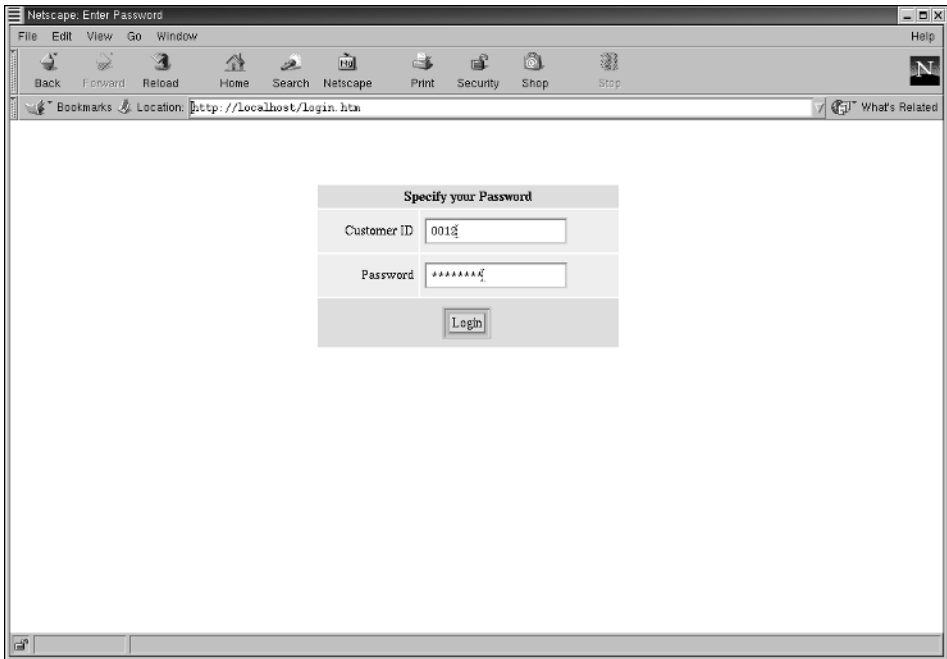 Netscape: Enter Password
File Edit View Go Window Help
Back Forward Reload Home Search Netscape Print Security Shop Stop
N
Bookmarks Location: http://localhost/login.htm What's Related
Specify your Password
Customer ID 0012
Password ********
Login